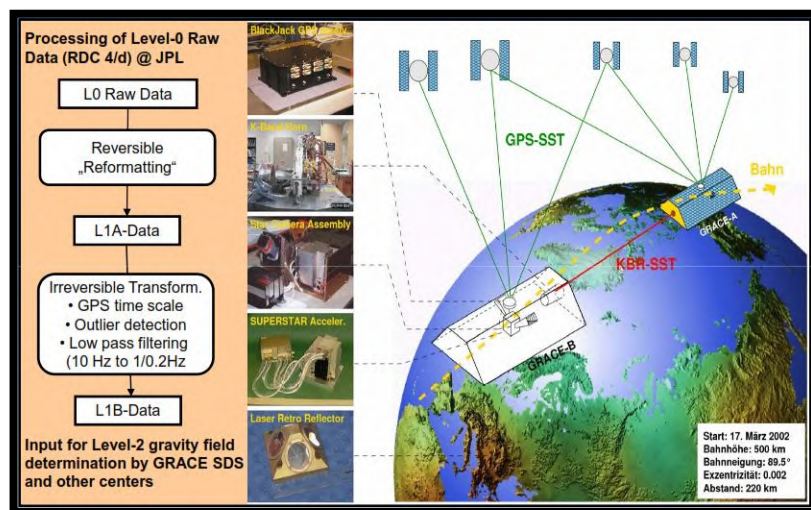 Processing of Level-0 Raw
Data (RDC 4/d) @ JPL
L0 Raw Data
Reversible
„Reformatting“
L1A-Data
Irreversible Transform.
• GPS time scale
• Outlier detection
• Low pass filtering
(10 Hz to 1/0.2Hz
L1B-Data
Input for Level-2 gravity field
determination by GRACE SDS
and other centers
BlackJack GPS
K-Band Horn
Star Camera Assembly
SUPERSTAR Acceler.
Laser Retro Reflector
GPS-SST
Bahn
GRACE-A
KBR-SST
GRACE-B
Start: 17. März 2002
Bahnhöhe: 500 km
Bahnneigung: 89.5°
Exzentrizität: 0.002
Abstand: 220 km